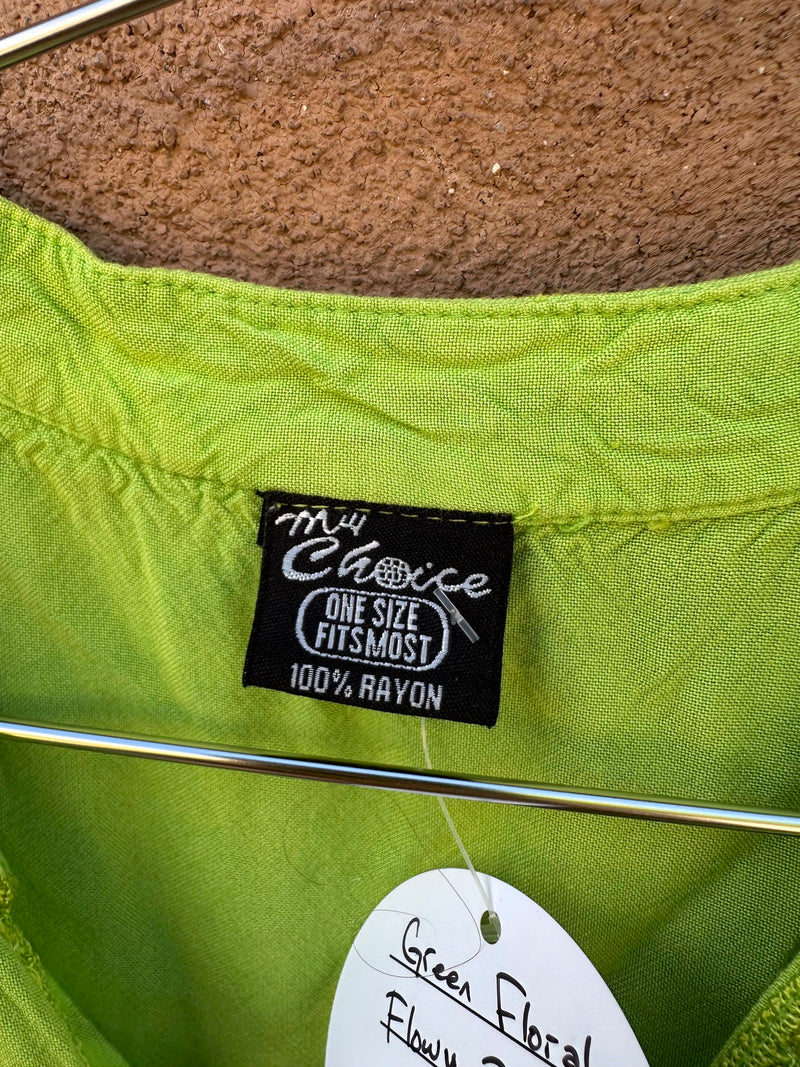 My
Choice
ONE SIZE
FITS MOST
100% RAYON
Green Floral
Flowy